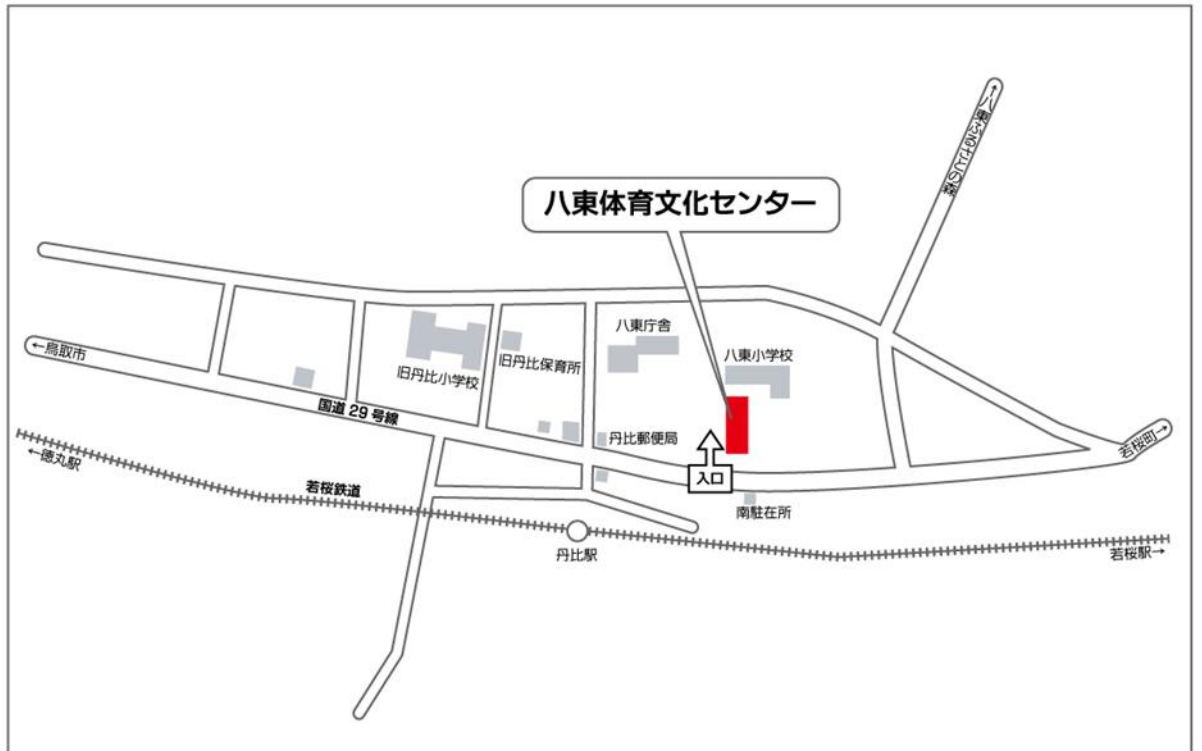 →八東ふるさとの森
八東体育文化センター
八東庁舎
八東小学校
←鳥取市
旧丹比小学校
旧丹比保育所
国道29号線
丹比郵便局
若桜町→
入口
←徳丸駅
若桜鉄道
南駐在所
丹比駅
若桜駅→